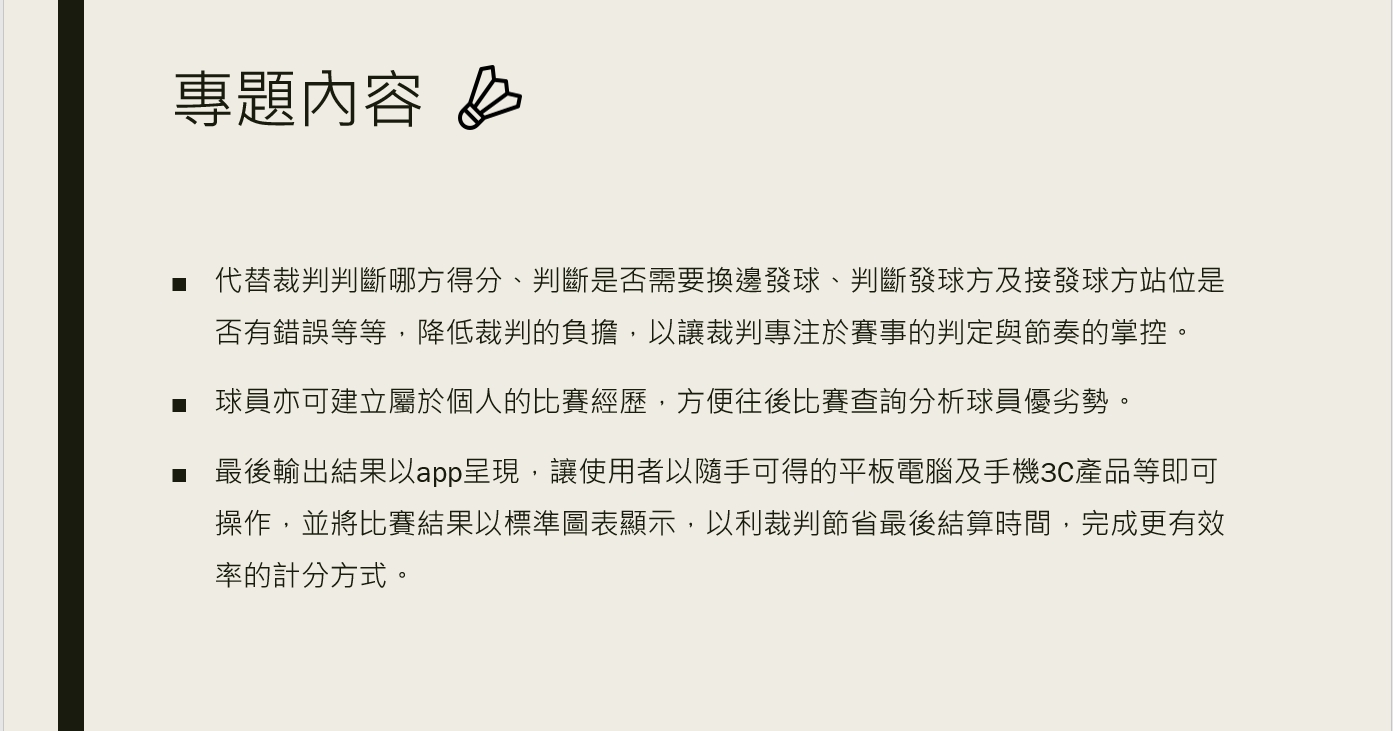 專題內容
■ 代替裁判判斷哪方得分、判斷是否需要換邊發球、判斷發球方及接發球方站位是
否有錯誤等等，降低裁判的負擔，以讓裁判專注於賽事的判定與節奏的掌控。
■ 球員亦可建立屬於個人的比賽經歷，方便往後比賽查詢分析球員優劣勢。
■ 最後輸出結果以app呈現，讓使用者以隨手可得的平板電腦及手機3C產品等即可
操作，並將比賽結果以標準圖表顯示，以利裁判節省最後結算時間，完成更有效
率的計分方式。